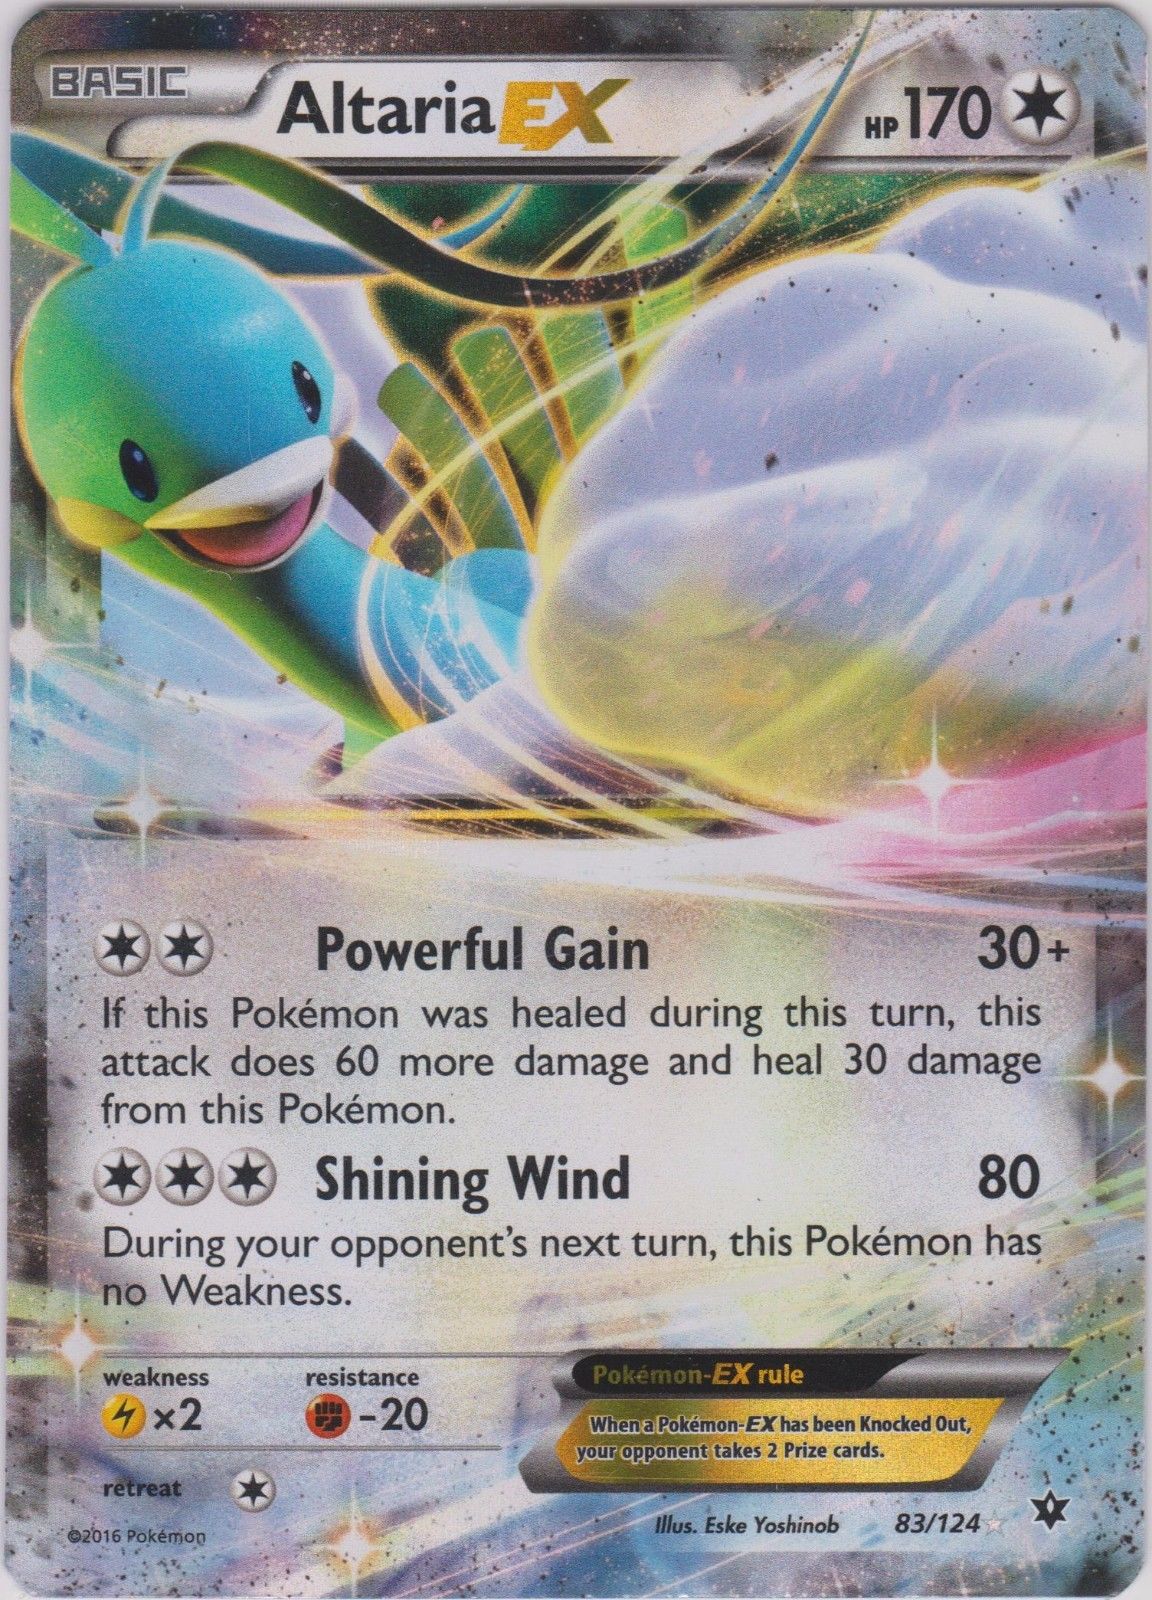 BASIC
Altaria EX
HP 170
Powerful Gain 30+
If this Pokémon was healed during this turn, this
attack does 60 more damage and heal 30 damage
from this Pokémon.
Shining Wind 80
During your opponent's next turn, this Pokémon has
no Weakness.
weakness resistance
×2 -20
retreat
Pokémon-EX rule
When a Pokémon-EX has been Knocked Out,
your opponent takes 2 Prize cards.
©2016 Pokémon
Illus. Eske Yoshinob 83/124